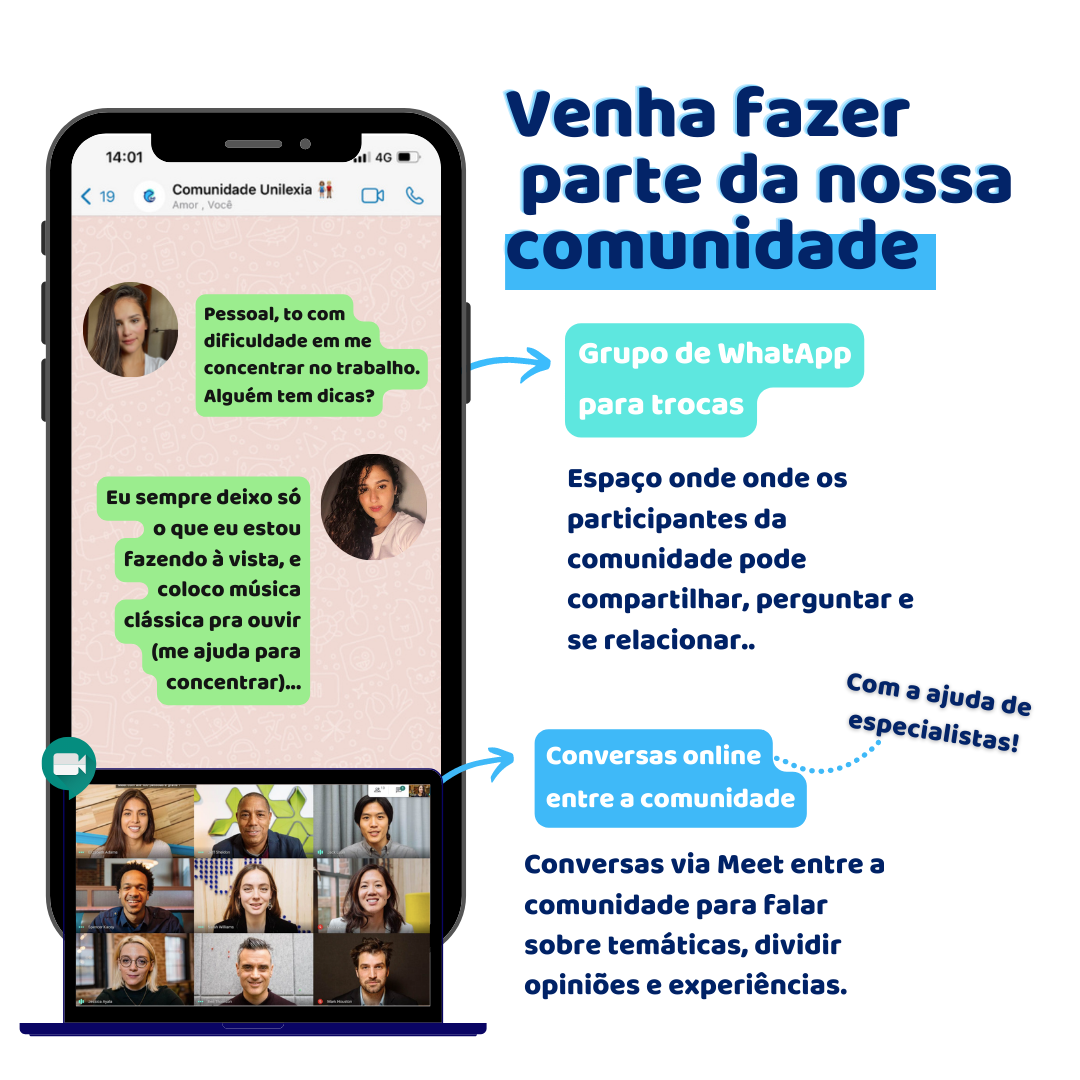 Venha fazer
parte da nossa
comunidade
14:01
4G
19
Comunidade Unilexia
Amor , Você
Pessoal, to com
dificuldade em me
concentrar no trabalho.
Alguém tem dicas?
Eu sempre deixo só
o que eu estou
fazendo à vista, e
coloco música
clássica pra ouvir
(me ajuda para
concentrar)...
Grupo de WhatApp
para trocas
Espaço onde onde os
participantes da
comunidade pode
compartilhar, perguntar e
se relacionar..
Com a ajuda de
especialistas!
Conversas online
entre a comunidade
Conversas via Meet entre a
comunidade para falar
sobre temáticas, dividir
opiniões e experiências.